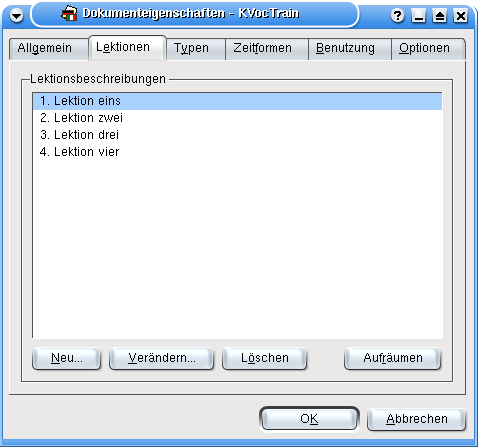 Dokumenteigenschaften - KVocTrain
Allgemein Lektionen Typen Zeitformen Benutzung Optionen
Lektionsbeschreibungen
1. Lektion eins
2. Lektion zwei
3. Lektion drei
4. Lektion vier
Neu... Verändern... Löschen Aufräumen
OK Abbrechen